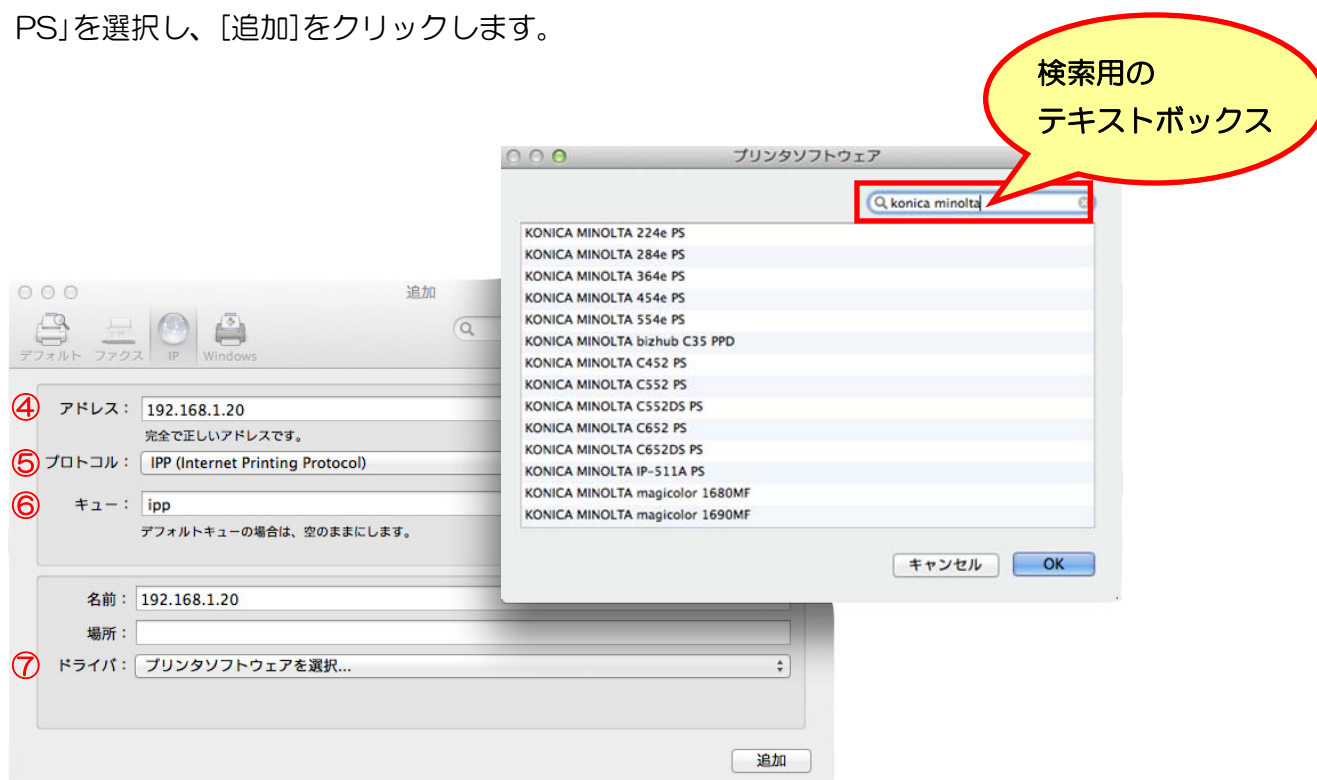 PS」を選択し、[追加]をクリックします。
検索用の
テキストボックス
プリンタソフトウェア
konica minolta
KONICA MINOLTA 224e PS
KONICA MINOLTA 284e PS
KONICA MINOLTA 364e PS
KONICA MINOLTA 454e PS
KONICA MINOLTA 554e PS
KONICA MINOLTA bizhub C35 PPD
KONICA MINOLTA C452 PS
KONICA MINOLTA C552 PS
KONICA MINOLTA C552DS PS
KONICA MINOLTA C652 PS
KONICA MINOLTA C652DS PS
KONICA MINOLTA IP-511A PS
KONICA MINOLTA magicolor 1680MF
KONICA MINOLTA magicolor 1690MF
キャンセル OK
追加
デフォルト ファクス IP Windows
④ アドレス： 192.168.1.20
完全で正しいアドレスです。
⑤ プロトコル： IPP (Internet Printing Protocol)
⑥ キュー： ipp
デフォルトキューの場合は、空のままにします。
名前： 192.168.1.20
場所：
⑦ ドライバ： プリンタソフトウェアを選択...
追加